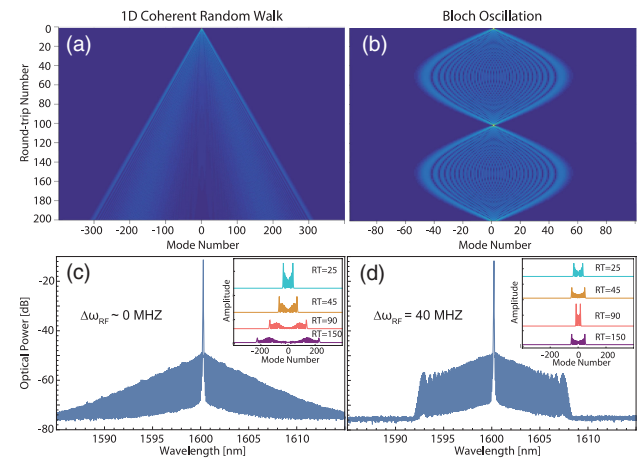 1D Coherent Random Walk
Bloch Oscillation
(a)
(b)
Round-trip Number
0
20
40
60
80
100
120
140
160
180
200
-300
-200
-100
0
100
200
300
Mode Number
-80
-60
-40
-20
0
20
40
60
80
Mode Number
(c)
(d)
Optical Power [dB]
-20
-40
-60
-80
ΔωRF ~ 0 MHZ
ΔωRF = 40 MHZ
Amplitude
RT=25
RT=45
RT=90
RT=150
-200
0
200
Mode Number
Amplitude
RT=25
RT=45
RT=90
RT=150
-200
0
200
Mode Number
1590
1595
1600
1605
1610
Wavelength [nm]
1590
1595
1600
1605
1610
Wavelength [nm]